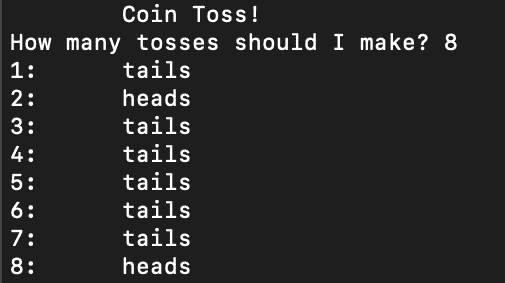 Coin Toss!
How many tosses should I make? 8
1: tails
2: heads
3: tails
4: tails
5: tails
6: tails
7: tails
8: heads